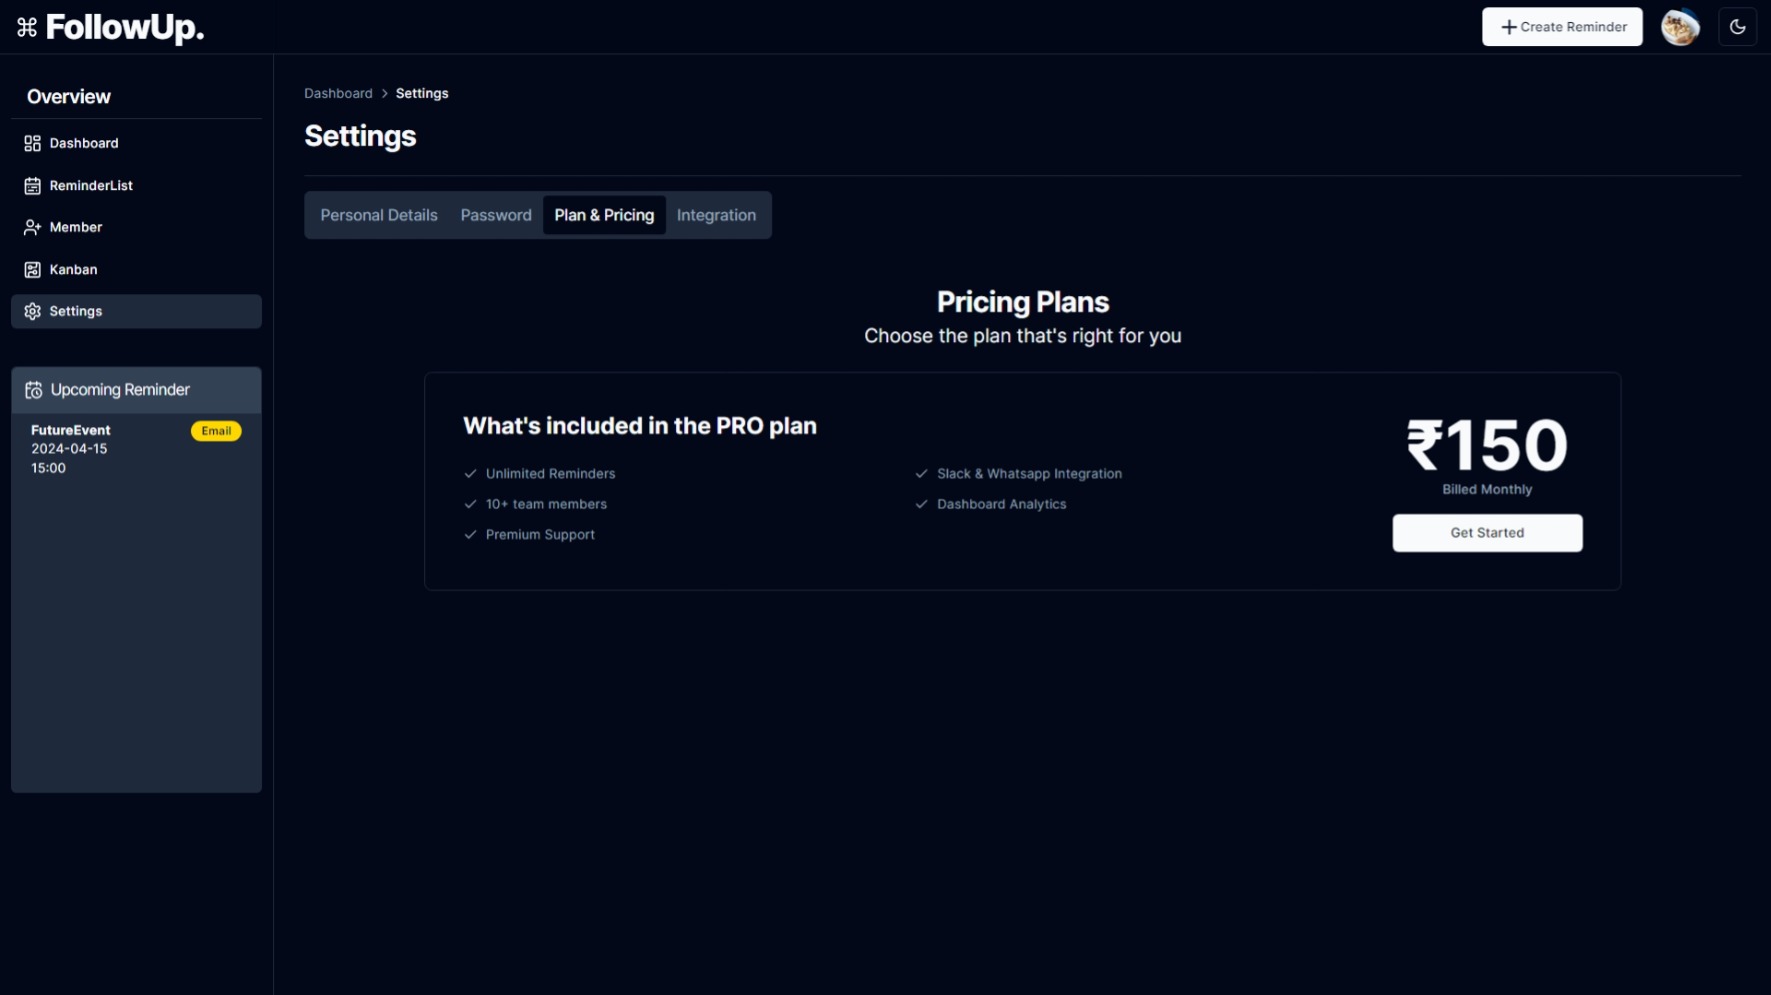 ⌘ FollowUp.
Create Reminder
Overview
Dashboard
ReminderList
Member
Kanban
Settings
Upcoming Reminder
FutureEvent
Email
2024-04-15
15:00
Dashboard > Settings
Settings
Personal Details Password Plan & Pricing Integration
Pricing Plans
Choose the plan that's right for you
What's included in the PRO plan
Unlimited Reminders
Slack & Whatsapp Integration
10+ team members
Dashboard Analytics
Premium Support
₹150
Billed Monthly
Get Started